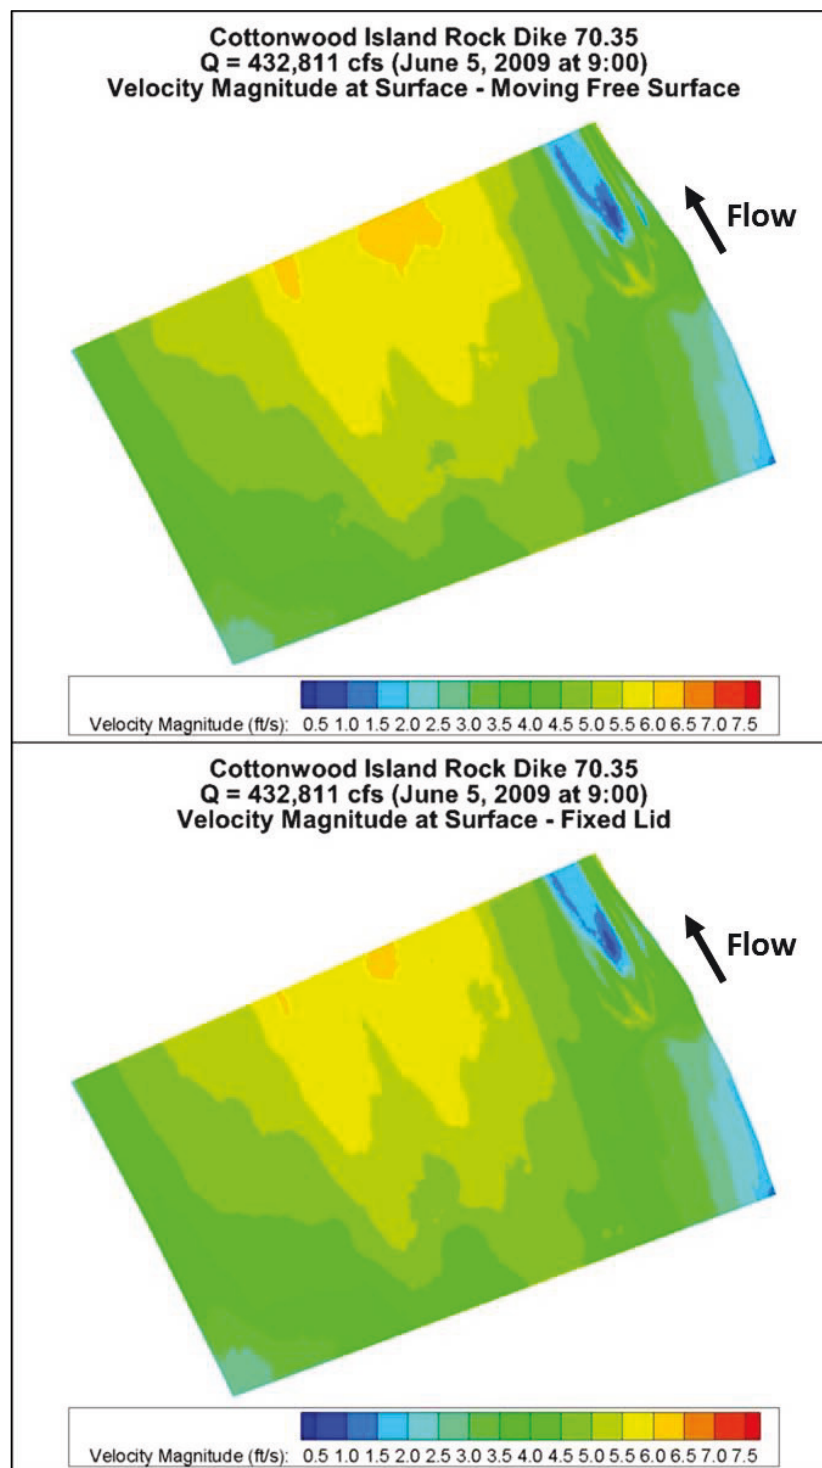 Cottonwood Island Rock Dike 70.35
Q = 432,811 cfs (June 5, 2009 at 9:00)
Velocity Magnitude at Surface - Moving Free Surface
Flow
Velocity Magnitude (ft/s): 0.5 1.0 1.5 2.0 2.5 3.0 3.5 4.0 4.5 5.0 5.5 6.0 6.5 7.0 7.5
Cottonwood Island Rock Dike 70.35
Q = 432,811 cfs (June 5, 2009 at 9:00)
Velocity Magnitude at Surface - Fixed Lid
Flow
Velocity Magnitude (ft/s): 0.5 1.0 1.5 2.0 2.5 3.0 3.5 4.0 4.5 5.0 5.5 6.0 6.5 7.0 7.5